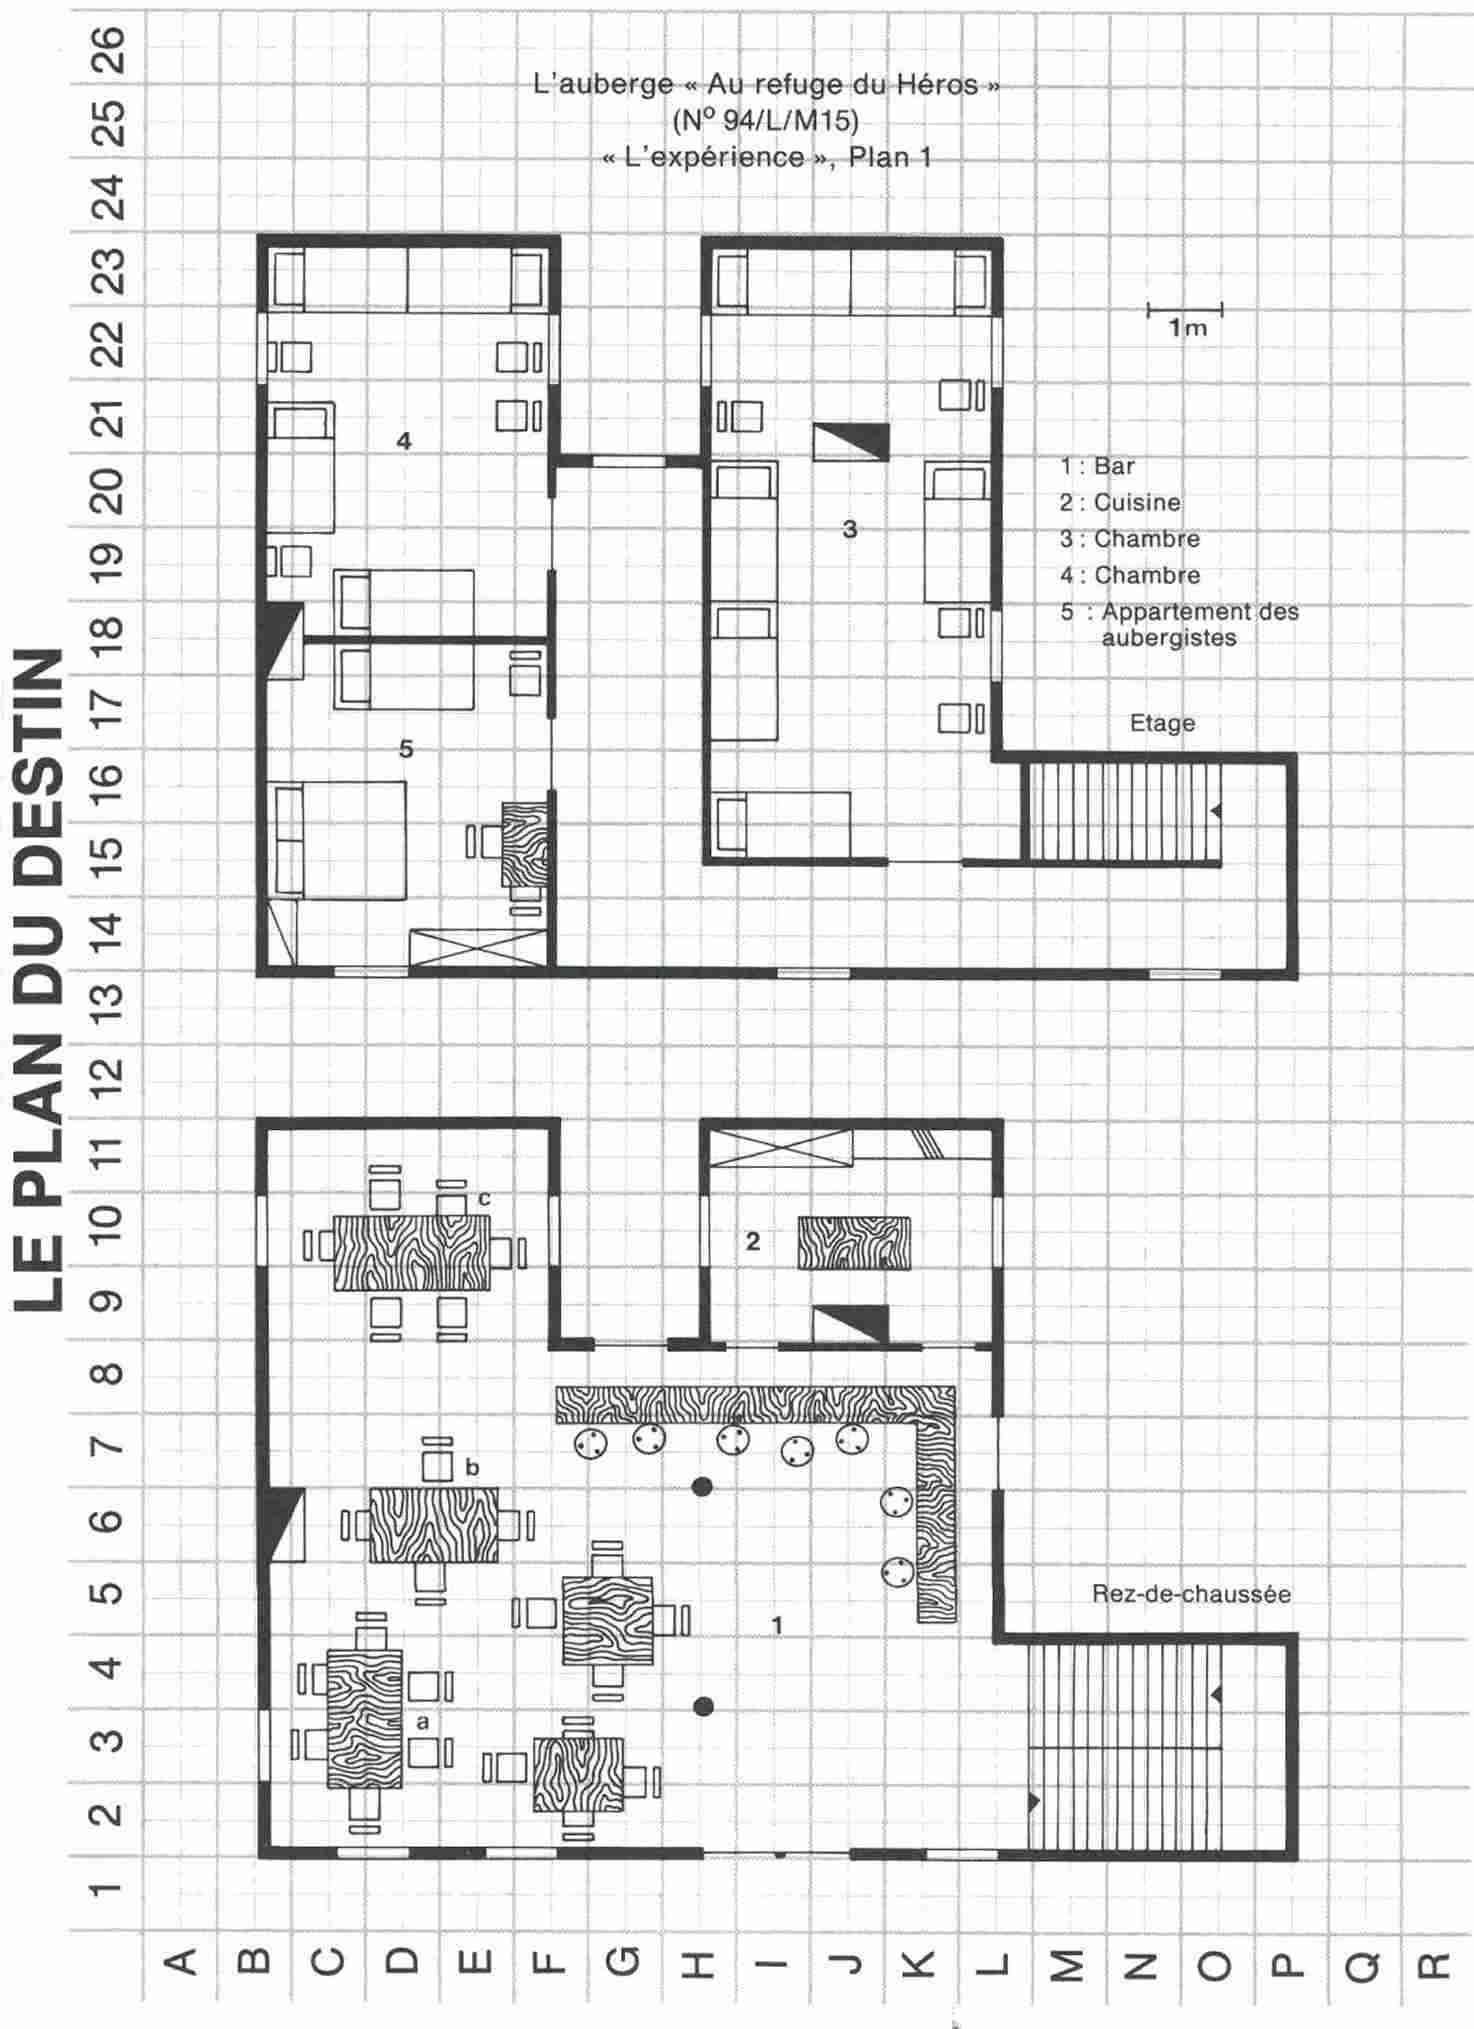 LE PLAN DU DESTIN
L'auberge « Au refuge du Héros »
(Nº 94/L/M15)
« L'expérience », Plan 1
26
25
24
23
22
21
20
19
18
17
16
15
14
13
12
11
10
9
8
7
6
5
4
3
2
1
1m
4
3
5
1 : Bar
2 : Cuisine
3 : Chambre
4 : Chambre
5 : Appartement des
aubergistes
Etage
c
2
b
1
a
Rez-de-chaussée
A B C D E F G H I J K L M N O P Q R